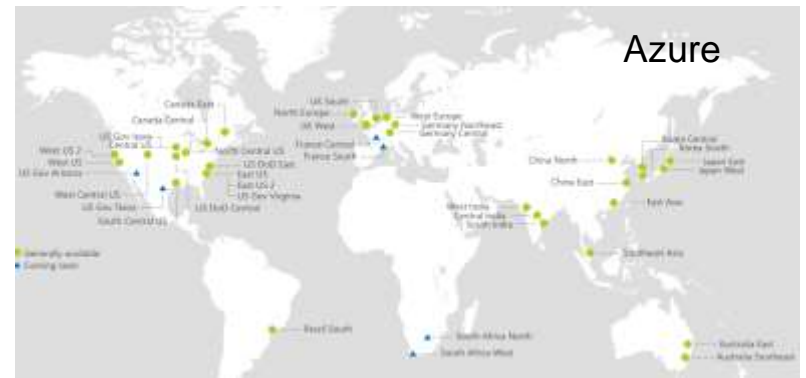 Azure
Canada East
Canada Central
US Gov Iowa
Central US
North Central US
West US 2
West US
US Gov Arizona
US DoD East
East US
East US 2
US Gov Virginia
West Central US
US Gov Texas
South Central US
US DoD Central
UK South
North Europe
UK West
West Europe
Germany Northeast
Germany Central
France Central
France South
Korea Central
Korea South
China North
Japan East
Japan West
China East
East Asia
West India
Central India
South India
Generally available
Coming soon
Southeast Asia
Brazil South
South Africa North
South Africa West
Australia East
Australia Southeast